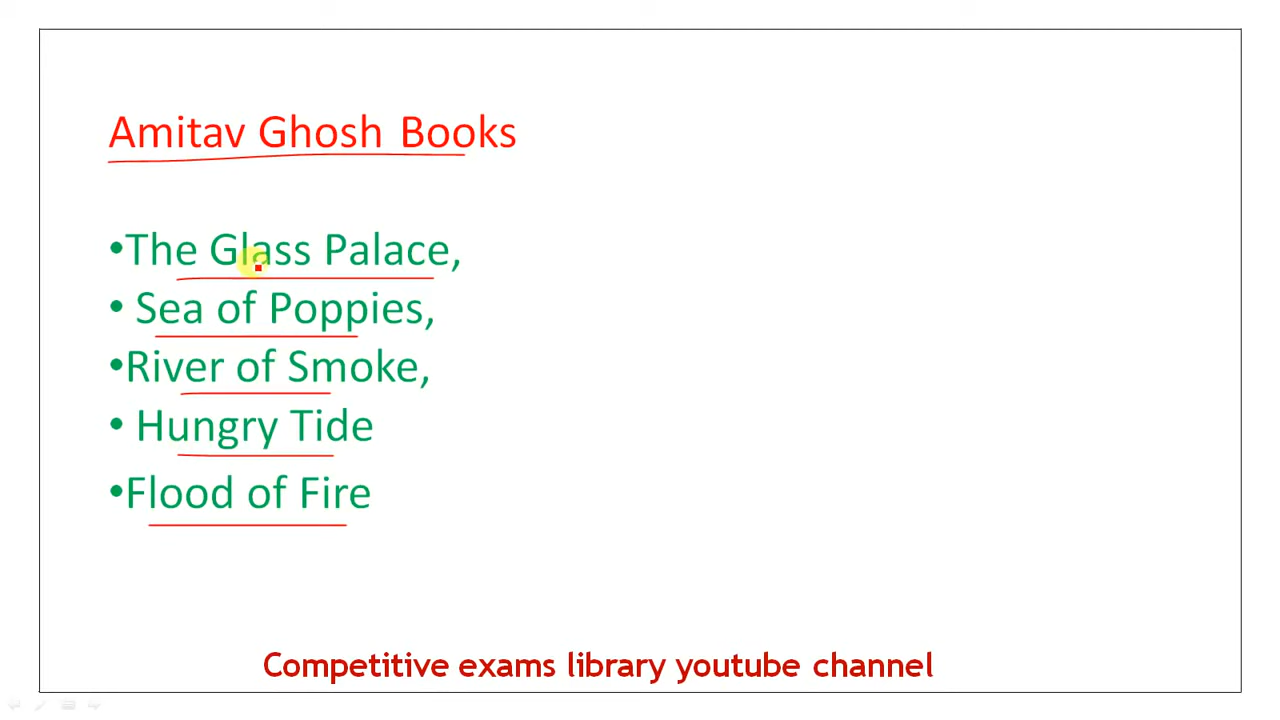 Amitav Ghosh Books
•The Glass Palace,
• Sea of Poppies,
•River of Smoke,
• Hungry Tide
•Flood of Fire
Competitive exams library youtube channel